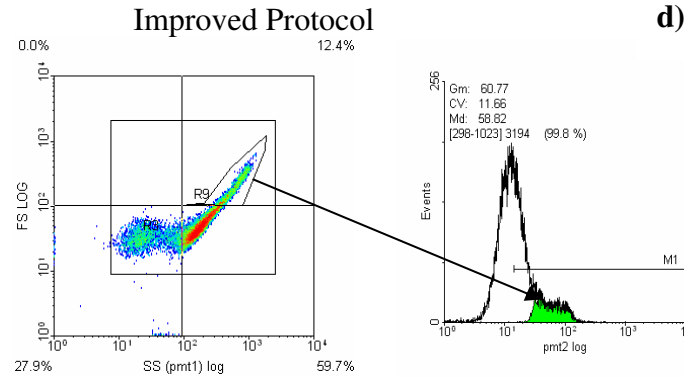 Improved Protocol
d)
0.0%
12.4%
10⁴
10³
10²
10¹
10⁰
FS LOG
R9
10⁰
10¹
10²
10³
10⁴
27.9%
SS (pmt1) log
59.7%
256
Gm: 60.77
CV: 11.66
Md: 58.82
[298-1023] 3194 (99.8 %)
Events
M1
0
10⁰
10¹
10²
10³
pmt2 log